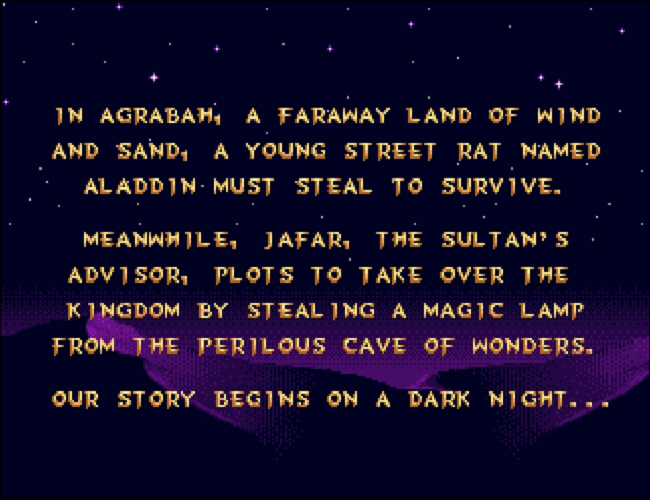 IN AGRABAH, A FARAWAY LAND OF WIND
AND SAND, A YOUNG STREET RAT NAMED
ALADDIN MUST STEAL TO SURVIVE.
MEANWHILE, JAFAR, THE SULTAN'S
ADVISOR, PLOTS TO TAKE OVER THE
KINGDOM BY STEALING A MAGIC LAMP
FROM THE PERILOUS CAVE OF WONDERS.
OUR STORY BEGINS ON A DARK NIGHT...